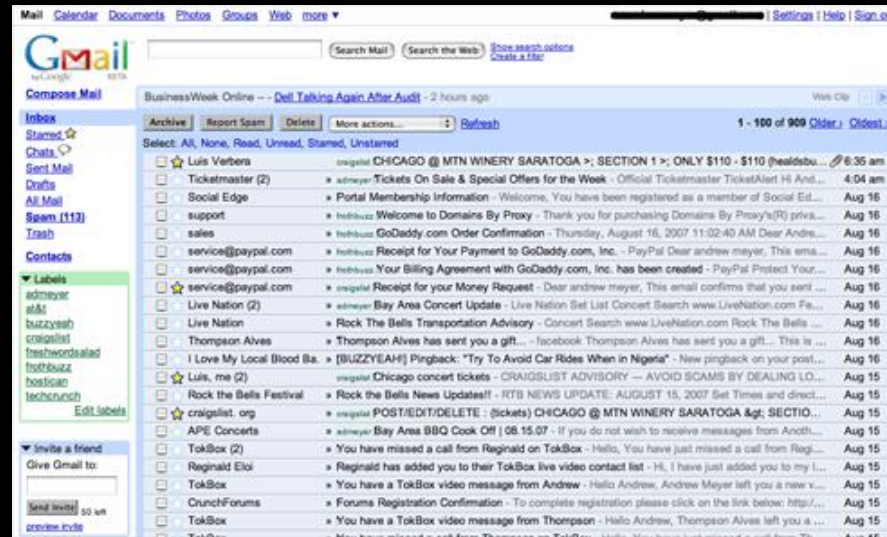 Mail Calendar Documents Photos Groups Web more ▼ | Settings | Help | Sign o
Gmail
by Google BETA
Search Mail Search the Web Show search options
Create a filter
Compose Mail
Inbox
Starred
Chats
Sent Mail
Drafts
All Mail
Spam (113)
Trash
Contacts
▼ Labels
admeyer
at&t
buzzyeah
craigslist
freshwordsalad
frothbuzz
hostican
techcrunch
Edit labels
▼ Invite a friend
Give Gmail to:
Send Invite 50 left
preview invite
BusinessWeek Online -- - Dell Talking Again After Audit - 2 hours ago Web Clip
Archive Report Spam Delete More actions... Refresh 1 - 100 of 909 Older › Oldest
Select: All, None, Read, Unread, Starred, Unstarred
Luis Verbera craigslist CHICAGO @ MTN WINERY SARATOGA >; SECTION 1 >; ONLY $110 - $110 (healdsbu... 6:35 am
Ticketmaster (2) » admeyer Tickets On Sale & Special Offers for the Week - Official Ticketmaster TicketAlert Hi And... 4:04 am
Social Edge » Portal Membership Information - Welcome, You have been registered as a member of Social Ed... Aug 16
support » frothbuzz Welcome to Domains By Proxy - Thank you for purchasing Domains By Proxy's(R) priva... Aug 16
sales » frothbuzz GoDaddy.com Order Confirmation - Thursday, August 16, 2007 11:02:40 AM Dear Andre... Aug 16
service@paypal.com » frothbuzz Receipt for Your Payment to GoDaddy.com, Inc. - PayPal Dear andrew meyer, This ema... Aug 16
service@paypal.com » frothbuzz Your Billing Agreement with GoDaddy.com, Inc. has been created - PayPal Protect Your... Aug 16
service@paypal.com » craigslist Receipt for your Money Request - Dear andrew meyer, This email confirms that you sent ... Aug 16
Live Nation (2) » admeyer Bay Area Concert Update - Live Nation Set List Concert Search www.LiveNation.com Fe... Aug 16
Live Nation » Rock The Bells Transportation Advisory - Concert Search www.LiveNation.com Rock The Bells ... Aug 16
Thompson Alves » Thompson Alves has sent you a gift... - facebook Thompson Alves has sent you a gift... This is ... Aug 16
I Love My Local Blood Ba. » [BUZZYEAH!] Pingback: "Try To Avoid Car Rides When in Nigeria" - New pingback on your post... Aug 16
Luis, me (2) » craigslist Chicago concert tickets - CRAIGSLIST ADVISORY — AVOID SCAMS BY DEALING LO... Aug 15
Rock the Bells Festival » Rock the Bells News Updates!! - RTB NEWS UPDATE: AUGUST 15, 2007 Set Times and direct... Aug 15
craigslist. org » craigslist POST/EDIT/DELETE : (tickets) CHICAGO @ MTN WINERY SARATOGA &gt; SECTIO... Aug 15
APE Concerts » admeyer Bay Area BBQ Cook Off | 08.15.07 - If you do not wish to receive messages from Anoth... Aug 15
TokBox (2) » You have missed a call from Reginald on TokBox - Hello, You have just missed a call from Regi... Aug 15
Reginald Eloi » Reginald has added you to their TokBox live video contact list - Hi, I have just added you to my l... Aug 15
TokBox » You have a TokBox video message from Andrew - Hello Andrew, Andrew Meyer left you a new v... Aug 15
CrunchForums » Forums Registration Confirmation - To complete registration please click on the link below: http:/... Aug 15
TokBox » You have a TokBox video message from Thompson - Hello Andrew, Thompson Alves left you a ... Aug 15